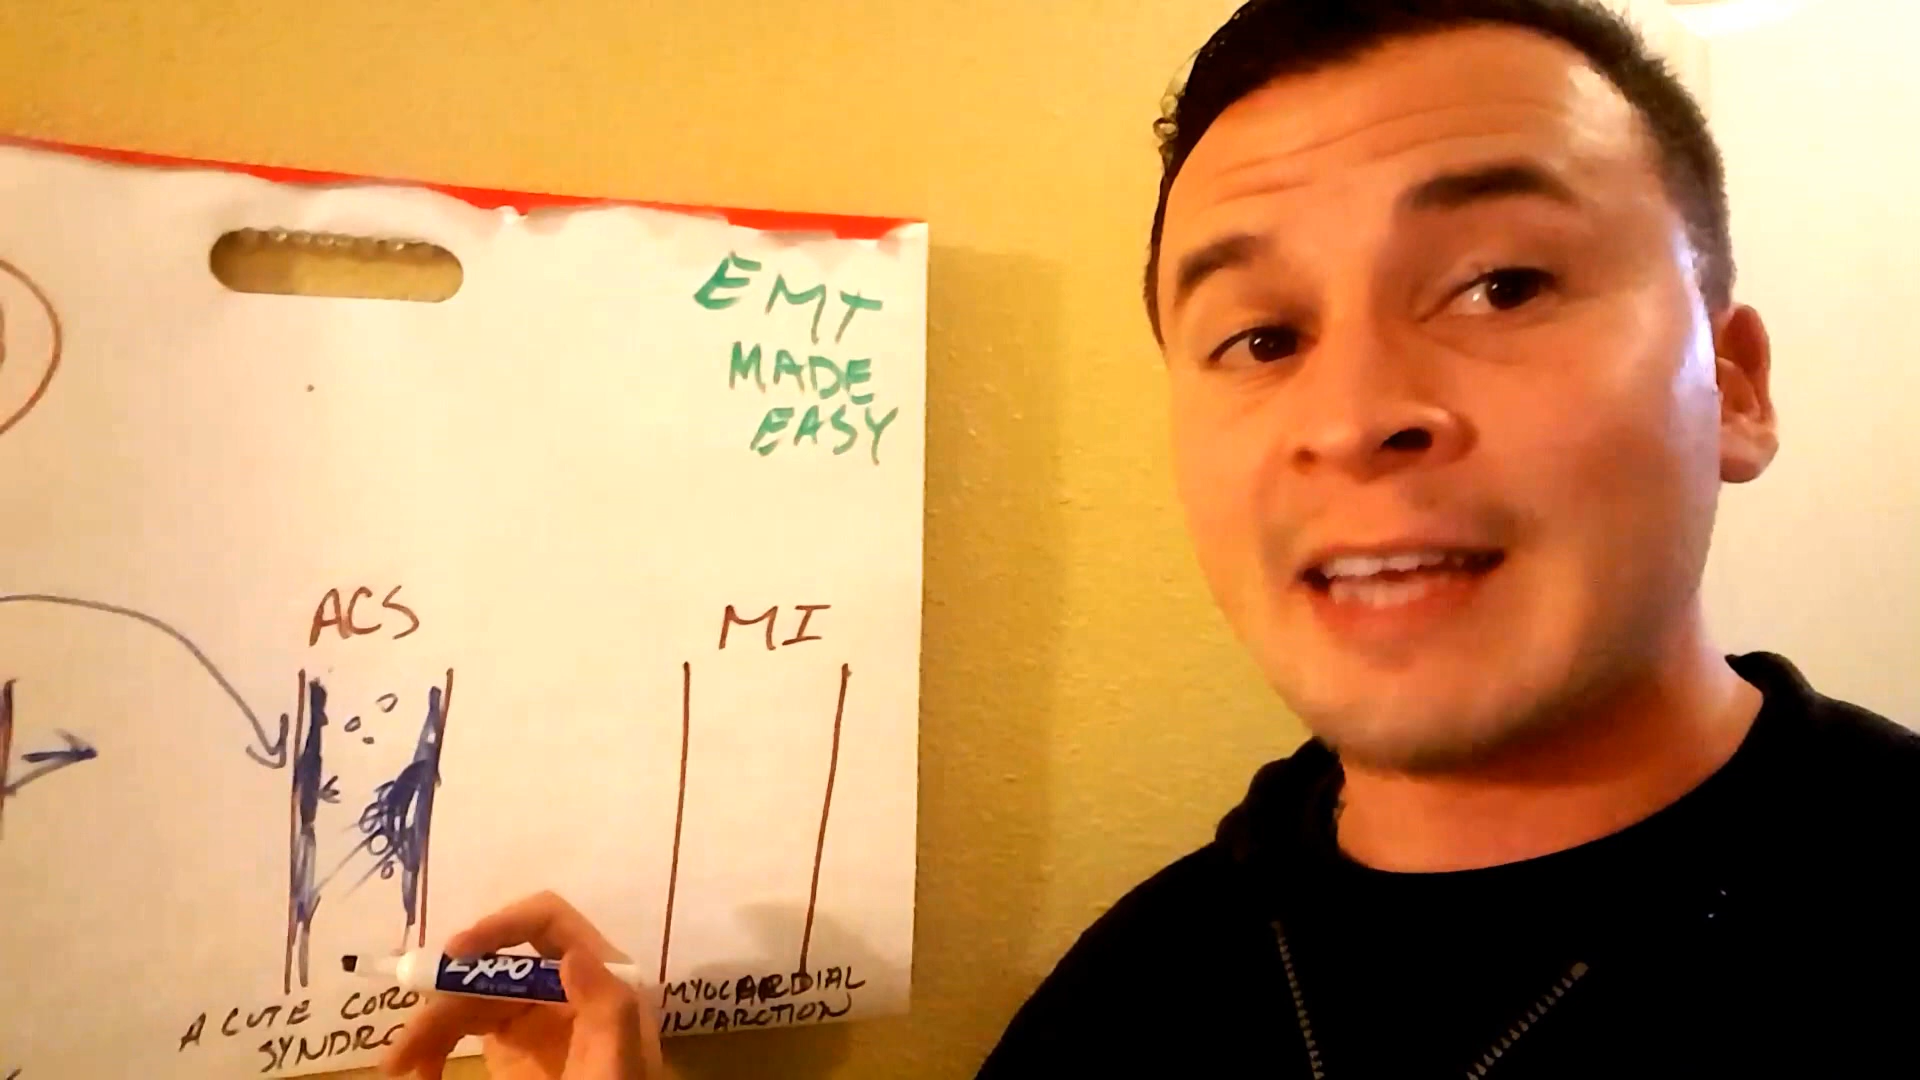 EMT
MADE
EASY
ACS
MI
ACUTE CORO
SYNDRO
MYOCARDIAL
INFARCTION
EXPO